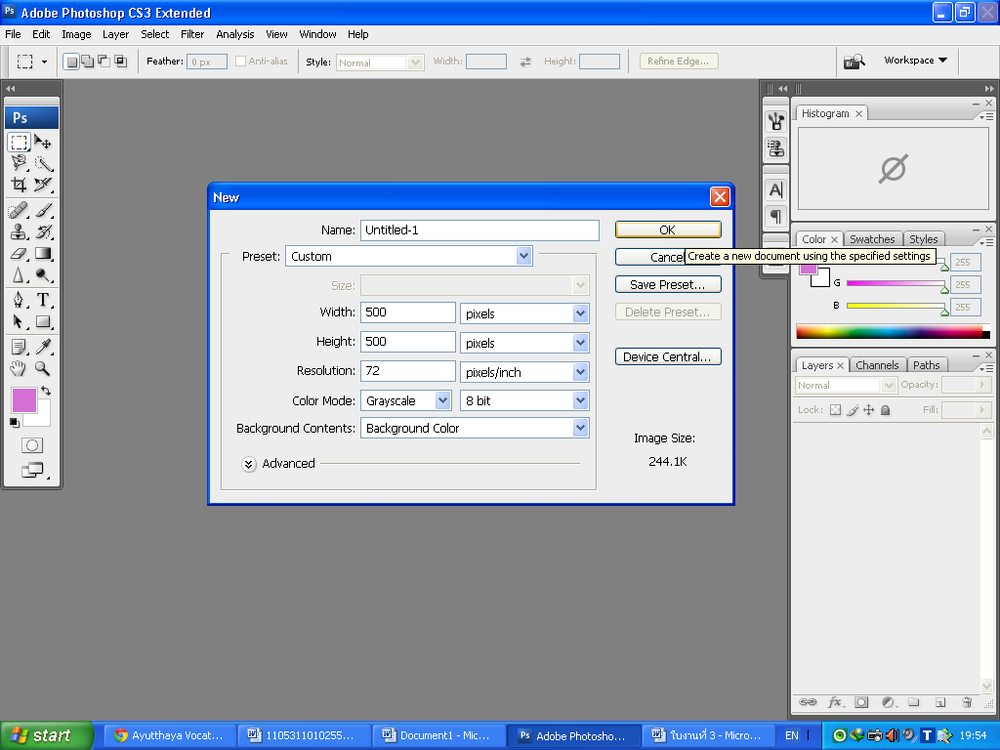 Ps Adobe Photoshop CS3 Extended
File Edit Image Layer Select Filter Analysis View Window Help
Feather: 0 px Anti-alias Style: Normal Width: Height: Refine Edge... Br Workspace
Ps
Histogram
New
Name: Untitled-1 OK
Preset: Custom Cancel
Create a new document using the specified settings
Size: Save Preset...
Width: 500 pixels Delete Preset...
Height: 500 pixels
Resolution: 72 pixels/inch Device Central...
Color Mode: Grayscale 8 bit
Background Contents: Background Color
Image Size:
Advanced 244.1K
Color Swatches Styles
255
G 255
B 255
Layers Channels Paths
Normal Opacity:
Lock: Fill:
start Ayutthaya Vocat... 1105311010255... Document1 - Mic... Ps Adobe Photosho... ใบงานที่ 3 - Micro... EN 19:54